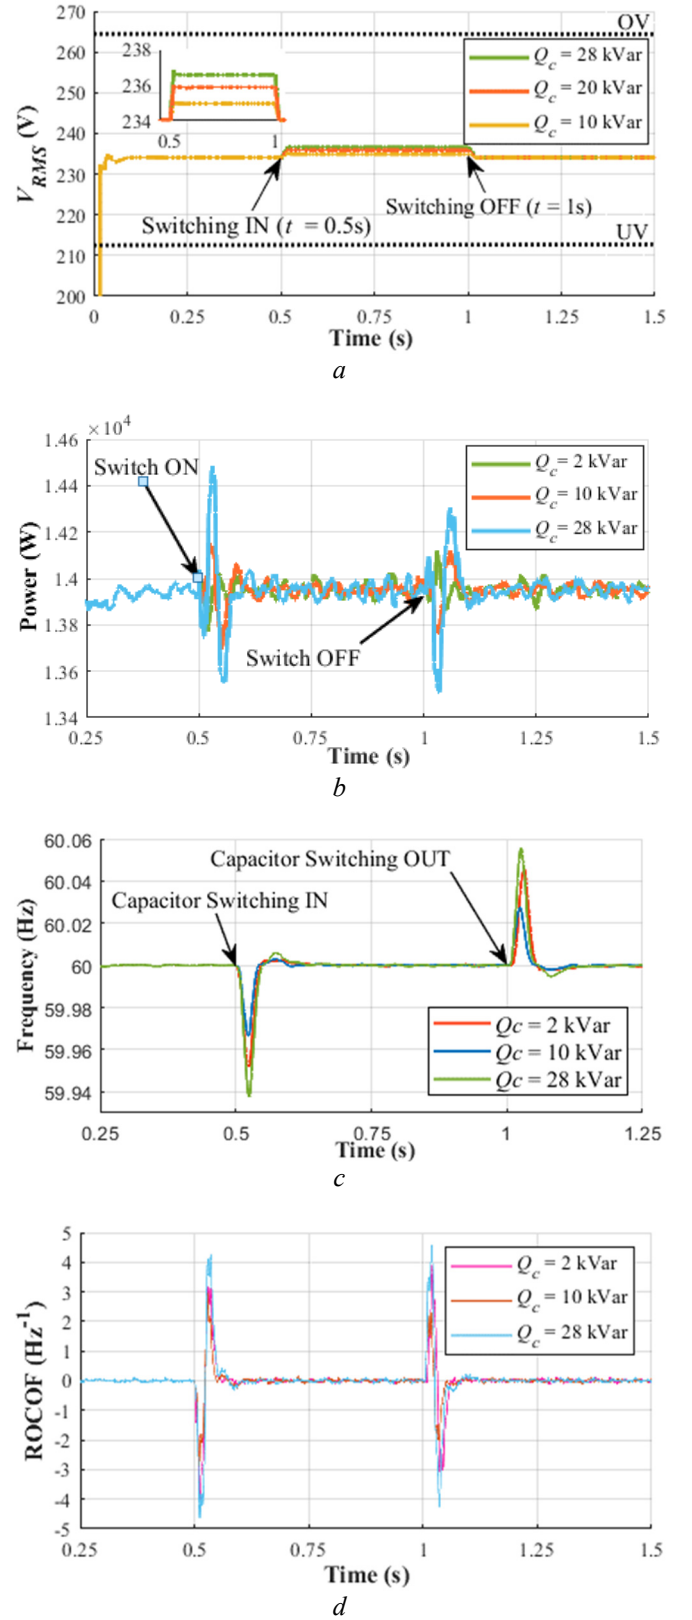 270
OV
260
250
240
230
220
210
200
V_RMS (V)
238
236
234
0.5
1
Q_c = 28 kVar
Q_c = 20 kVar
Q_c = 10 kVar
Switching IN (t = 0.5s)
Switching OFF (t = 1s)
UV
0 0.25 0.5 0.75 1 1.25 1.5
Time (s)
a
×10^4
1.46
1.44
1.42
1.4
1.38
1.36
1.34
Power (W)
Switch ON
Q_c = 2 kVar
Q_c = 10 kVar
Q_c = 28 kVar
Switch OFF
0.25 0.5 0.75 1 1.25 1.5
Time (s)
b
60.06
60.04
60.02
60
59.98
59.96
59.94
Frequency (Hz)
Capacitor Switching OUT
Capacitor Switching IN
Qc = 2 kVar
Qc = 10 kVar
Qc = 28 kVar
0.25 0.5 0.75 1 1.25
Time (s)
c
5
4
3
2
1
0
-1
-2
-3
-4
-5
ROCOF (Hz^-1)
Q_c = 2 kVar
Q_c = 10 kVar
Q_c = 28 kVar
0.25 0.5 0.75 1 1.25 1.5
Time (s)
d